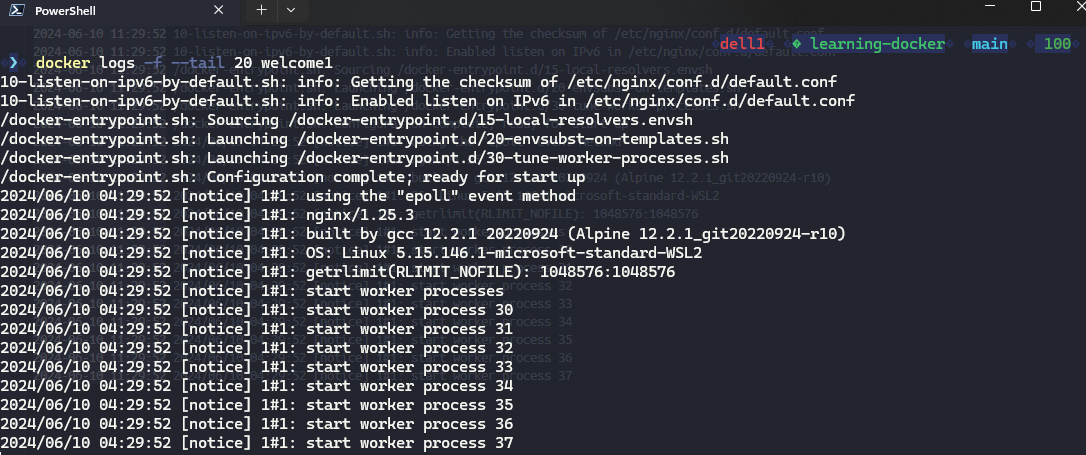 PowerShell
dell1 learning-docker main 100
❯ docker logs -f --tail 20 welcome1
10-listen-on-ipv6-by-default.sh: info: Getting the checksum of /etc/nginx/conf.d/default.conf
10-listen-on-ipv6-by-default.sh: info: Enabled listen on IPv6 in /etc/nginx/conf.d/default.conf
/docker-entrypoint.sh: Sourcing /docker-entrypoint.d/15-local-resolvers.envsh
/docker-entrypoint.sh: Launching /docker-entrypoint.d/20-envsubst-on-templates.sh
/docker-entrypoint.sh: Launching /docker-entrypoint.d/30-tune-worker-processes.sh
/docker-entrypoint.sh: Configuration complete; ready for start up
2024/06/10 04:29:52 [notice] 1#1: using the "epoll" event method
2024/06/10 04:29:52 [notice] 1#1: nginx/1.25.3
2024/06/10 04:29:52 [notice] 1#1: built by gcc 12.2.1 20220924 (Alpine 12.2.1_git20220924-r10)
2024/06/10 04:29:52 [notice] 1#1: OS: Linux 5.15.146.1-microsoft-standard-WSL2
2024/06/10 04:29:52 [notice] 1#1: getrlimit(RLIMIT_NOFILE): 1048576:1048576
2024/06/10 04:29:52 [notice] 1#1: start worker processes
2024/06/10 04:29:52 [notice] 1#1: start worker process 30
2024/06/10 04:29:52 [notice] 1#1: start worker process 31
2024/06/10 04:29:52 [notice] 1#1: start worker process 32
2024/06/10 04:29:52 [notice] 1#1: start worker process 33
2024/06/10 04:29:52 [notice] 1#1: start worker process 34
2024/06/10 04:29:52 [notice] 1#1: start worker process 35
2024/06/10 04:29:52 [notice] 1#1: start worker process 36
2024/06/10 04:29:52 [notice] 1#1: start worker process 37